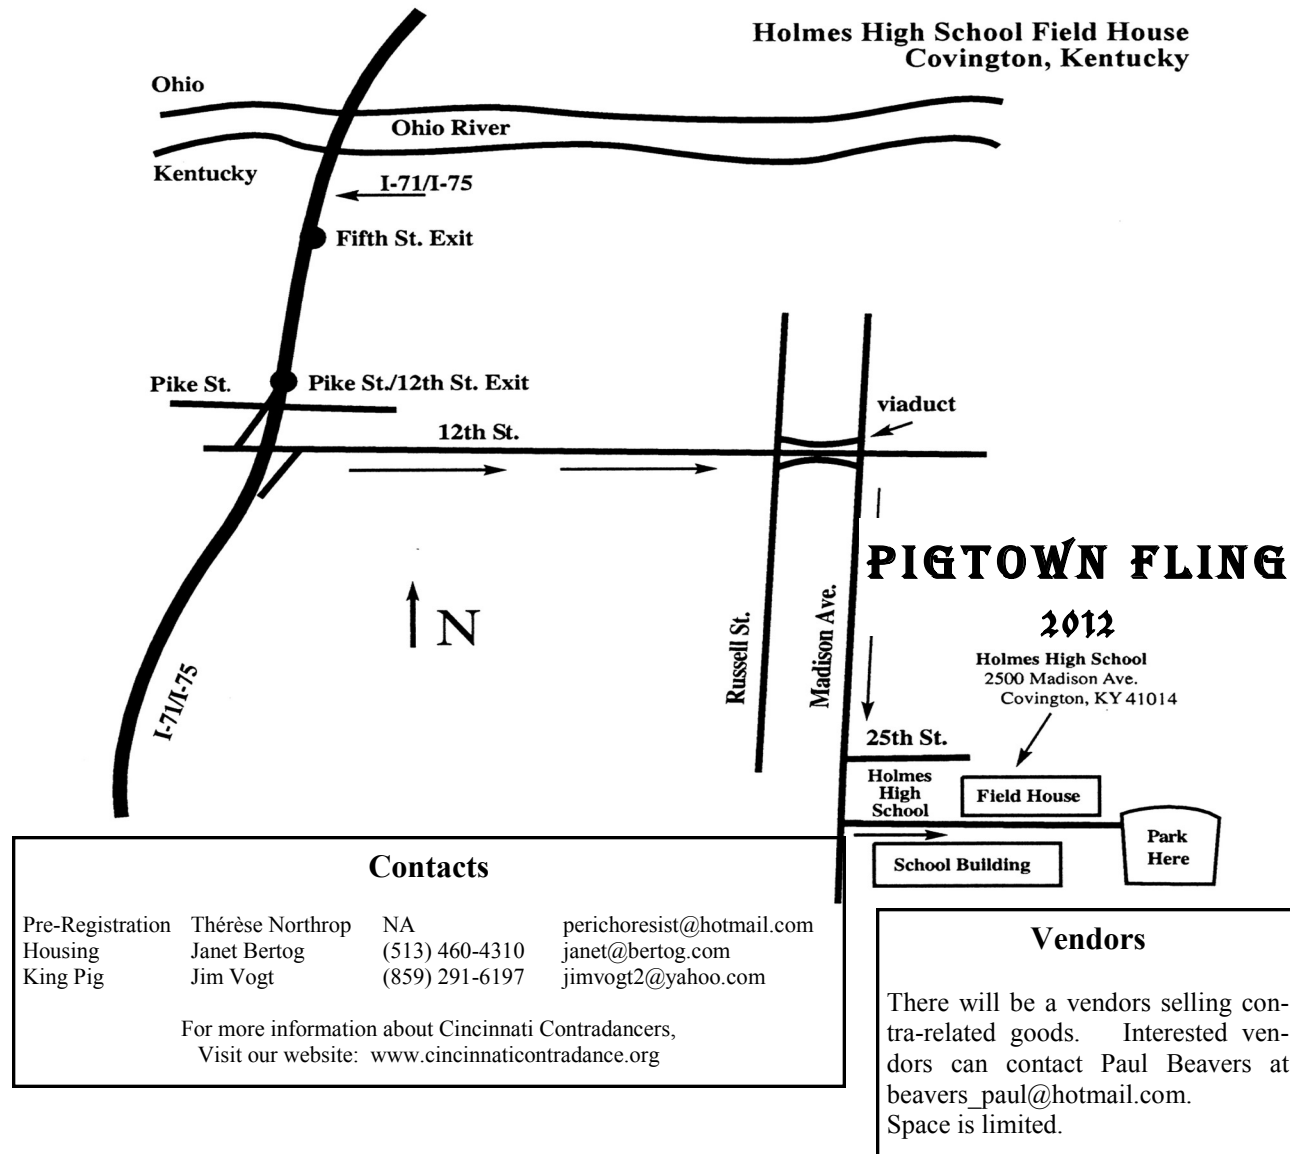 Holmes High School Field House
Covington, Kentucky
Ohio
Ohio River
Kentucky
I-71/I-75
Fifth St. Exit
Pike St.
Pike St./12th St. Exit
viaduct
12th St.
N
Russell St.
Madison Ave.
I-71/I-75
PIGTOWN FLING
2012
Holmes High School
2500 Madison Ave.
Covington, KY 41014
25th St.
Holmes
High
School
Field House
School Building
Park
Here
Contacts
Pre-Registration Thérèse Northrop NA perichoresist@hotmail.com
Housing Janet Bertog (513) 460-4310 janet@bertog.com
King Pig Jim Vogt (859) 291-6197 jimvogt2@yahoo.com
For more information about Cincinnati Contradancers,
Visit our website: www.cincinnaticontradance.org
Vendors
There will be a vendors selling con-
tra-related goods. Interested ven-
dors can contact Paul Beavers at
beavers_paul@hotmail.com.
Space is limited.